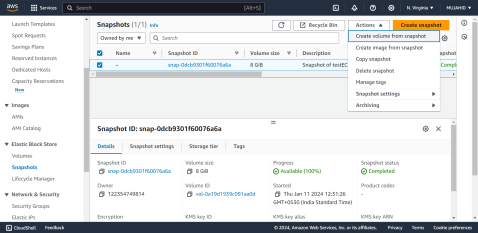 aws
Services
Search
[Alt+S]
N. Virginia
MUJAHID
Launch Templates
Spot Requests
Savings Plans
Reserved Instances
Dedicated Hosts
Capacity Reservations
New
Images
AMIs
AMI Catalog
Elastic Block Store
Volumes
Snapshots
Lifecycle Manager
Network & Security
Security Groups
Elastic IPs
Snapshots (1/1) Info
Recycle Bin
Actions
Create snapshot
Owned by me
Search
Create volume from snapshot
Create image from snapshot
Copy snapshot
Delete snapshot
Manage tags
Snapshot settings
Archiving
Name
Snapshot ID
Volume size
Description
–
snap-0dcb9301f60076a6a
8 GiB
Snapshot of testEC
Comple
Snapshot ID: snap-0dcb9301f60076a6a
Details
Snapshot settings
Storage tier
Tags
Snapshot ID
Volume size
Progress
Snapshot status
snap-0dcb9301f60076a6a
8 GiB
Available (100%)
Completed
Owner
Volume ID
Started
Product codes
1223547749814
vol-0a19d1939c091aa0d
Thu Jan 11 2024 12:31:26
GMT+0530 (India Standard Time)
–
Encryption
KMS key ID
KMS key alias
KMS key ARN
CloudShell
Feedback
© 2024, Amazon Web Services, Inc. or its affiliates.
Privacy
Terms
Cookie preferences